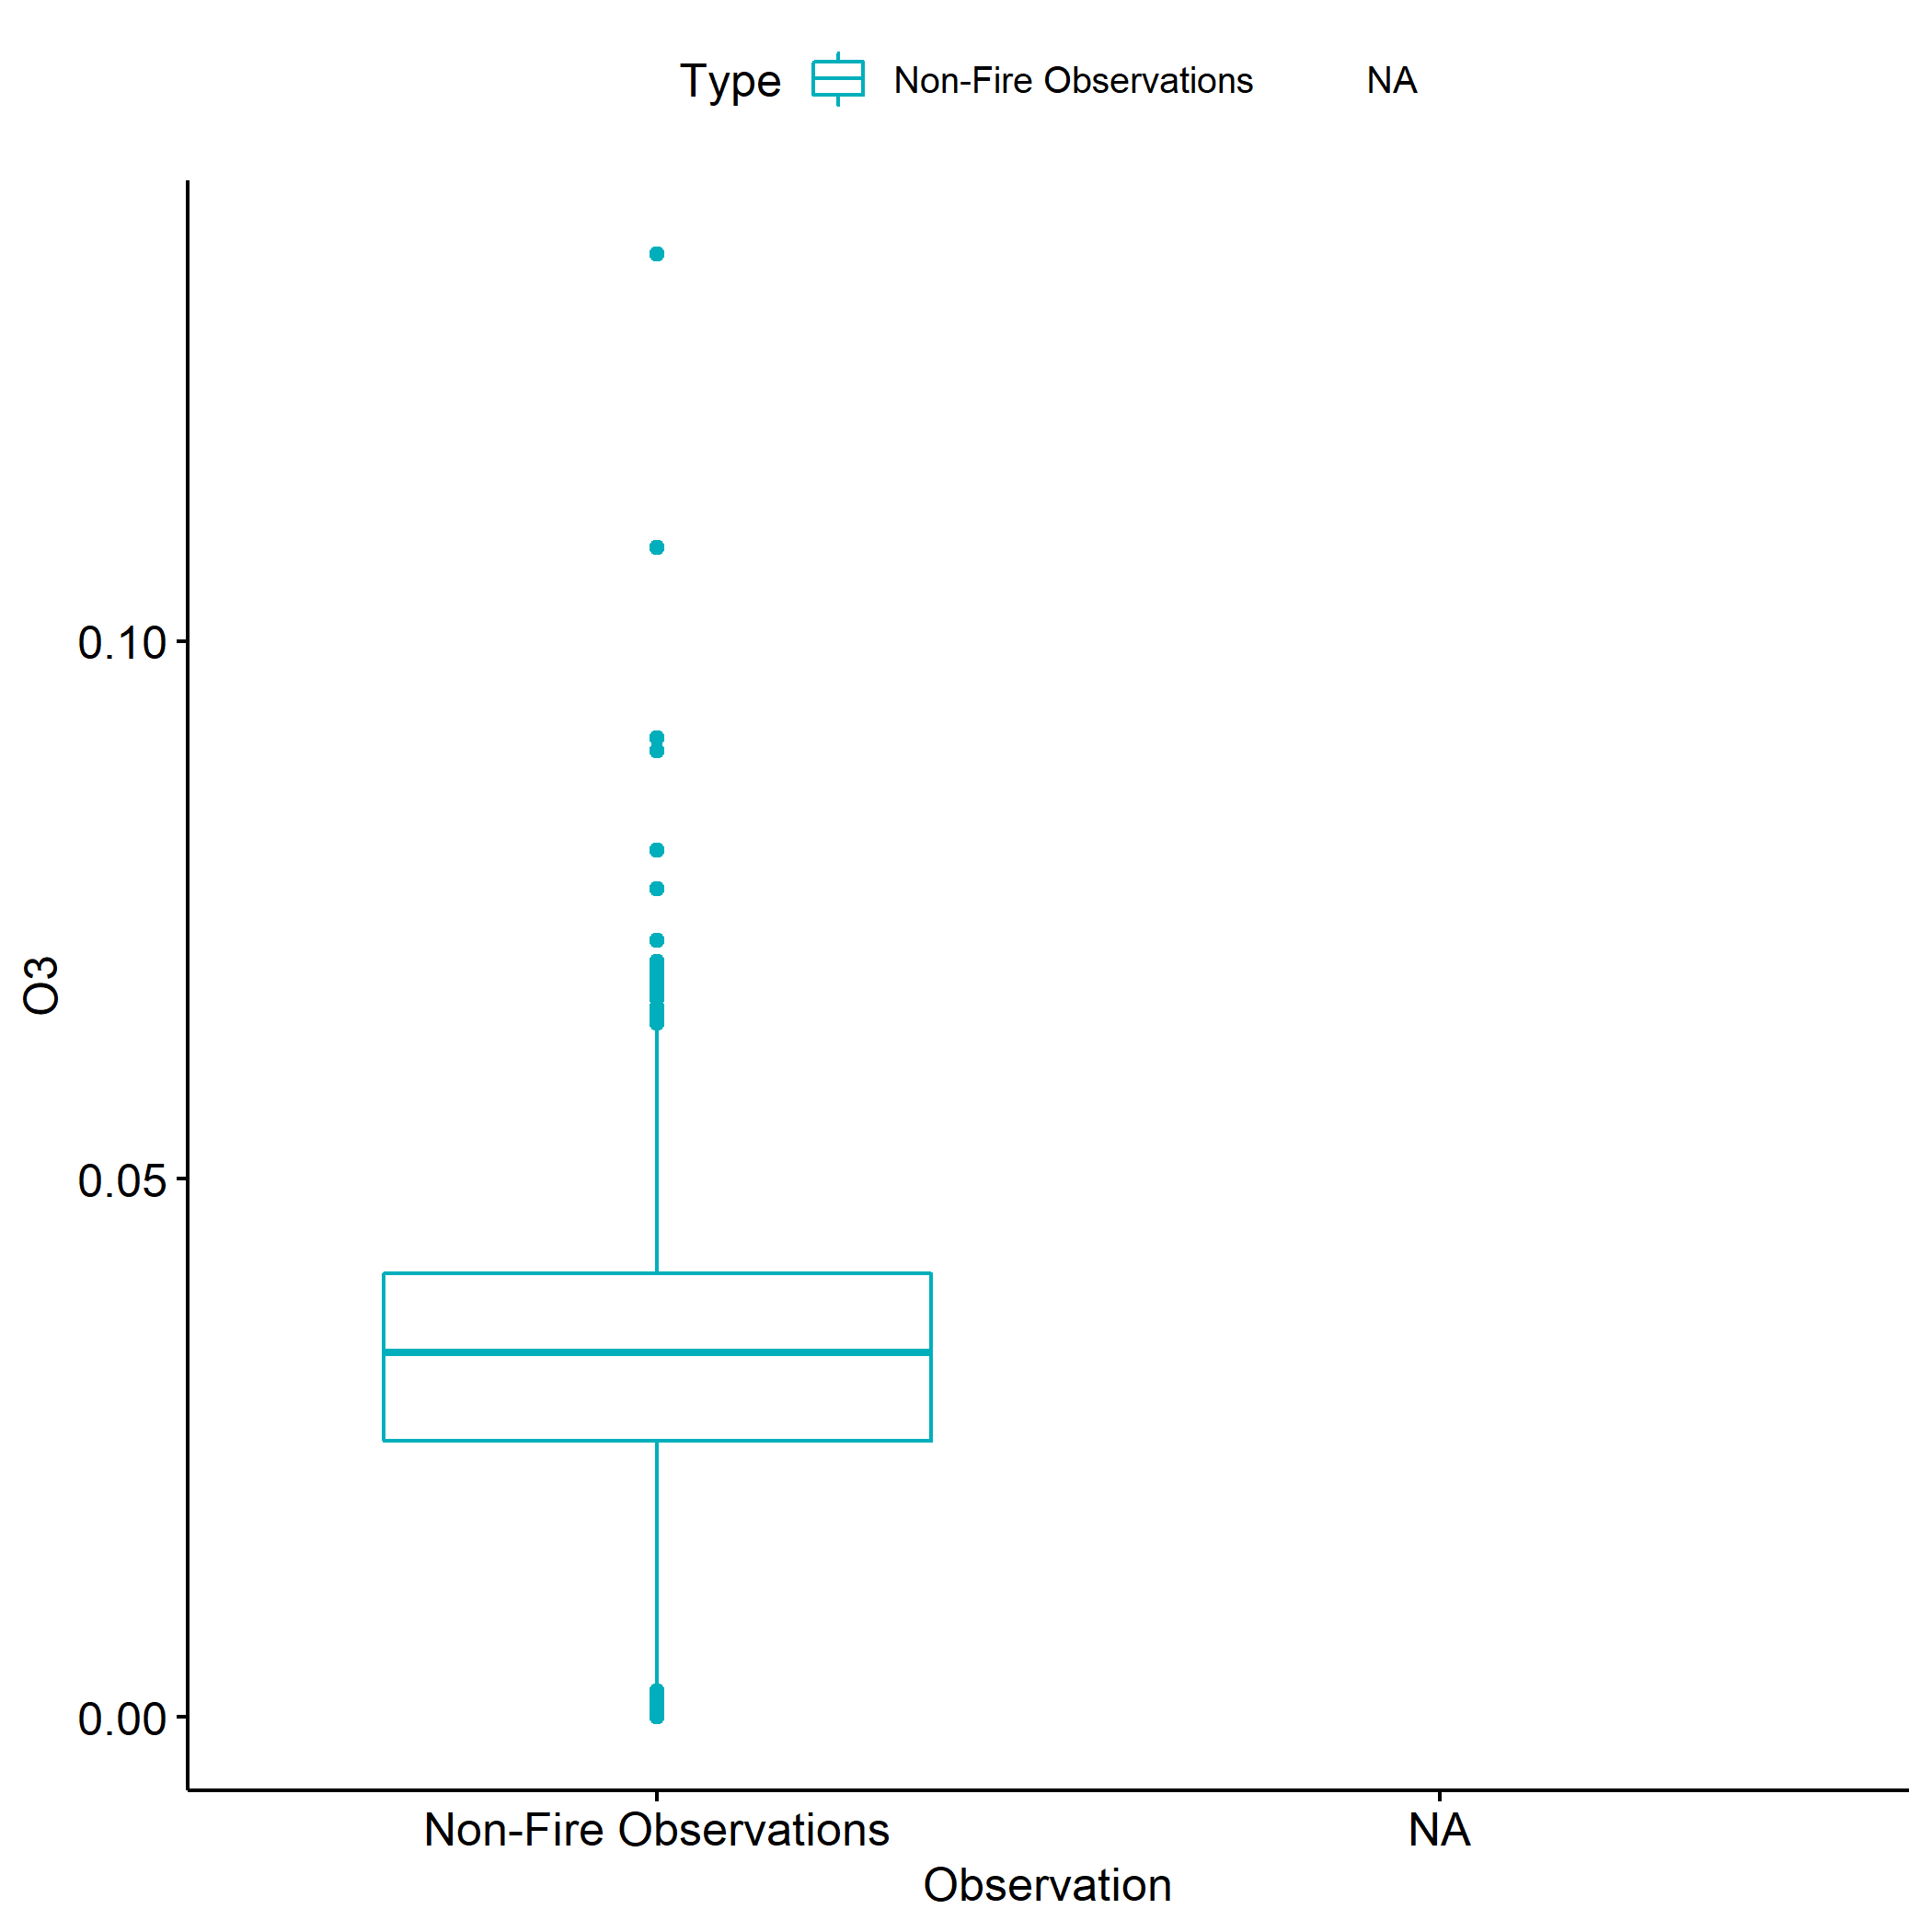 Type Non-Fire Observations NA
0.10
O3
0.05
0.00
Non-Fire Observations NA
Observation